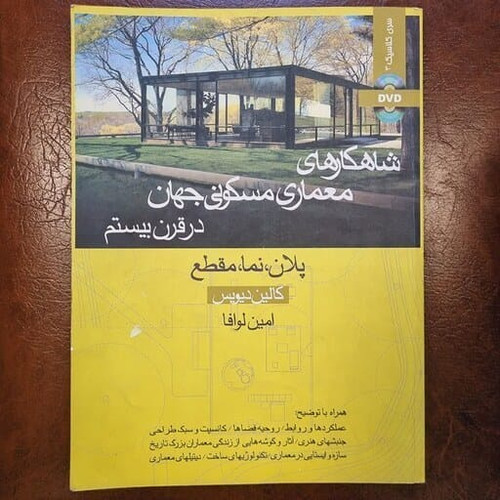 سری کلاسیک ۳
DVD
شاهکارهای
معماری مسکونی جهان
در قرن بیستم
پلان، نما، مقطع
کالین دیویس
امین لوافا
همراه با توضیح:
عملکردها و روابط/ روحیه فضاها/ کانسپت و سبک طراحی
جنبشهای هنری/ آثار و گوشه‌هایی از زندگی معماران بزرگ تاریخ
سازه و ایستایی در معماری/ تکنولوژیهای ساخت/ دیتیلهای معماری